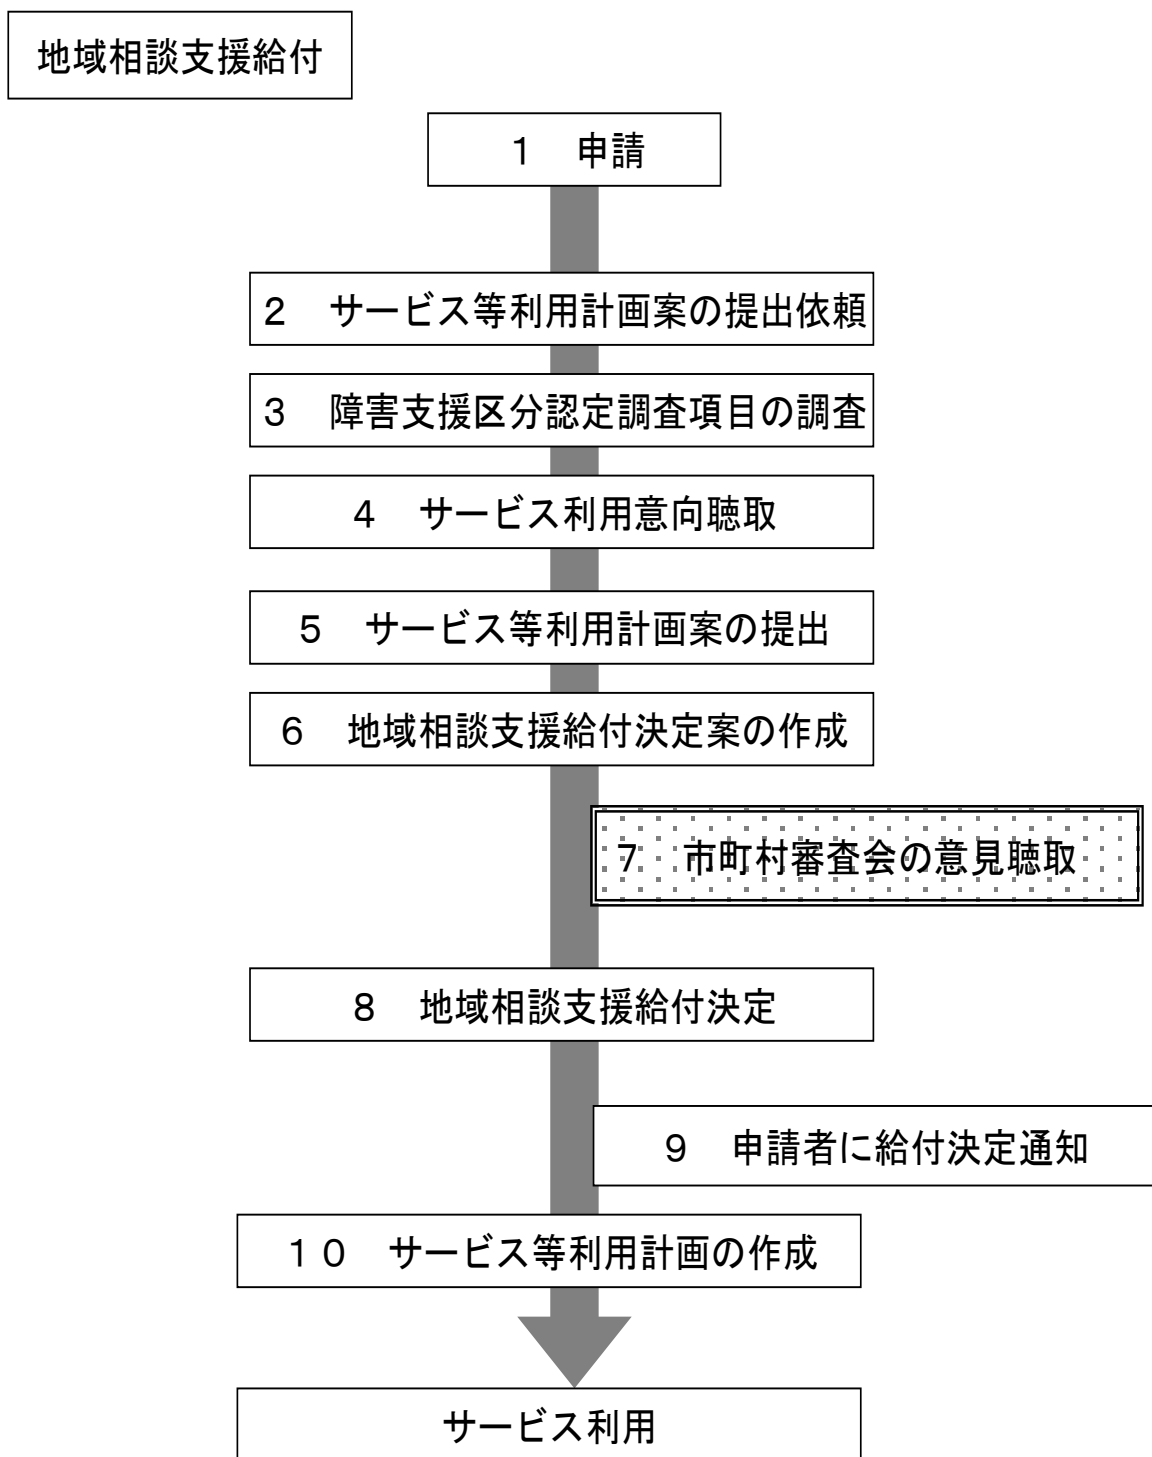 地域相談支援給付
１　申請
２　サービス等利用計画案の提出依頼
３　障害支援区分認定調査項目の調査
４　サービス利用意向聴取
５　サービス等利用計画案の提出
６　地域相談支援給付決定案の作成
７　市町村審査会の意見聴取
８　地域相談支援給付決定
９　申請者に給付決定通知
１０　サービス等利用計画の作成
サービス利用